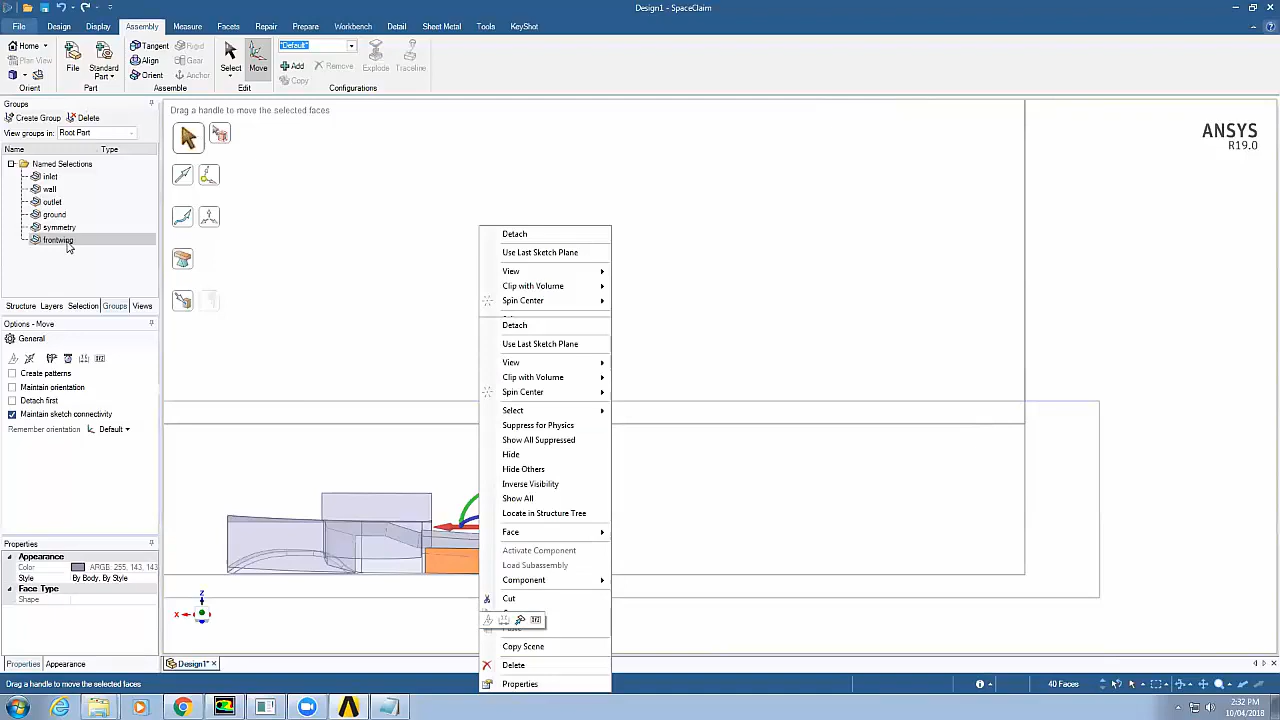 Design1 - SpaceClaim
File Design Display Assembly Measure Facets Repair Prepare Workbench Detail Sheet Metal Tools KeyShot
Home
Plan View
Orient
File
Standard Part
Part
Tangent
Align
Orient
Rigid
Gear
Anchor
Assemble
Select
Move
Edit
"Default"
Add
Remove
Copy
Explode
Traceline
Configurations
Groups
Create Group Delete
View groups in: Root Part
Name Type
Named Selections
inlet
wall
outlet
ground
symmetry
frontwing
Structure Layers Selection Groups Views
Options - Move
General
Create patterns
Maintain orientation
Detach first
Maintain sketch connectivity
Remember orientation Default
Properties
Appearance
Color ARGB: 255, 143, 143
Style By Body, By Style
Face Type
Shape
Properties Appearance
Drag a handle to move the selected faces
ANSYS
R19.0
Detach
Use Last Sketch Plane
View
Clip with Volume
Spin Center
Detach
Use Last Sketch Plane
View
Clip with Volume
Spin Center
Select
Suppress for Physics
Show All Suppressed
Hide
Hide Others
Inverse Visibility
Show All
Locate in Structure Tree
Face
Activate Component
Load Subassembly
Component
Cut
Copy Scene
Delete
Properties
Z
X
Design1*
Drag a handle to move the selected faces
40 Faces
2:32 PM
10/04/2018